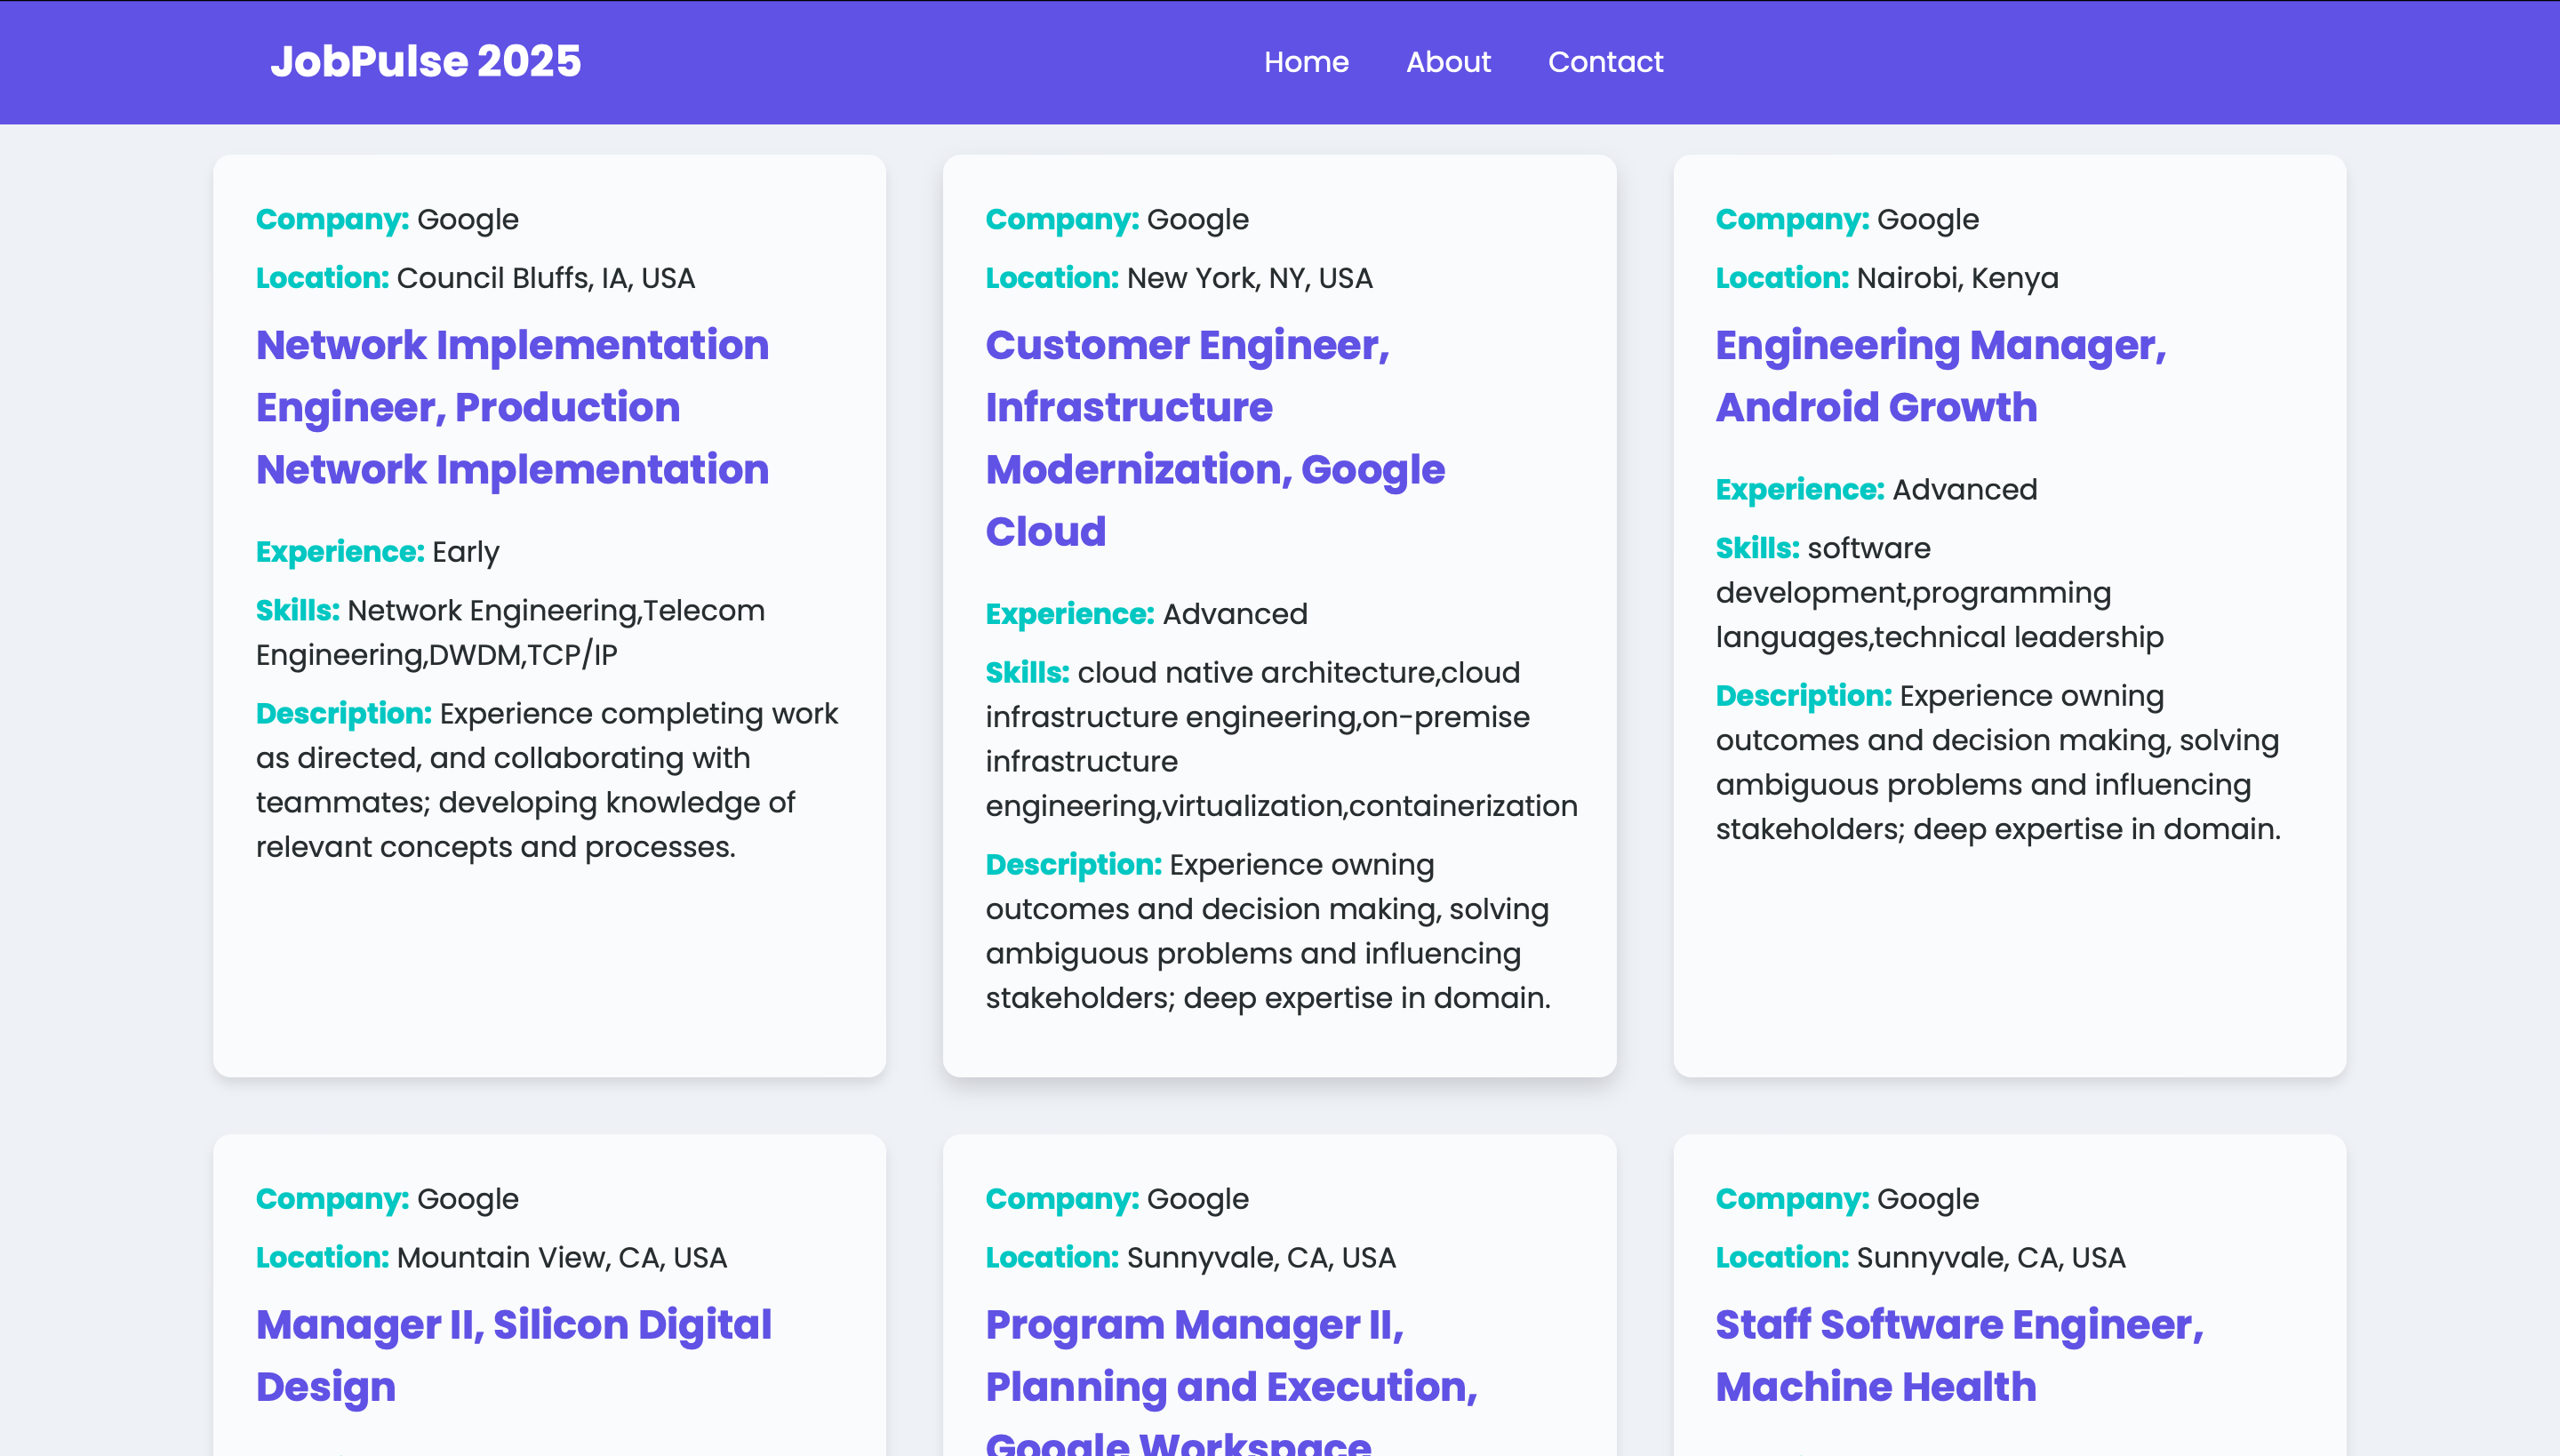 JobPulse 2025
Home About Contact
Company: Google
Location: Council Bluffs, IA, USA
Network Implementation
Engineer, Production
Network Implementation
Experience: Early
Skills: Network Engineering,Telecom
Engineering,DWDM,TCP/IP
Description: Experience completing work
as directed, and collaborating with
teammates; developing knowledge of
relevant concepts and processes.
Company: Google
Location: New York, NY, USA
Customer Engineer,
Infrastructure
Modernization, Google
Cloud
Experience: Advanced
Skills: cloud native architecture,cloud
infrastructure engineering,on-premise
infrastructure
engineering,virtualization,containerization
Description: Experience owning
outcomes and decision making, solving
ambiguous problems and influencing
stakeholders; deep expertise in domain.
Company: Google
Location: Nairobi, Kenya
Engineering Manager,
Android Growth
Experience: Advanced
Skills: software
development,programming
languages,technical leadership
Description: Experience owning
outcomes and decision making, solving
ambiguous problems and influencing
stakeholders; deep expertise in domain.
Company: Google
Location: Mountain View, CA, USA
Manager II, Silicon Digital
Design
Company: Google
Location: Sunnyvale, CA, USA
Program Manager II,
Planning and Execution,
Google Workspace
Company: Google
Location: Sunnyvale, CA, USA
Staff Software Engineer,
Machine Health